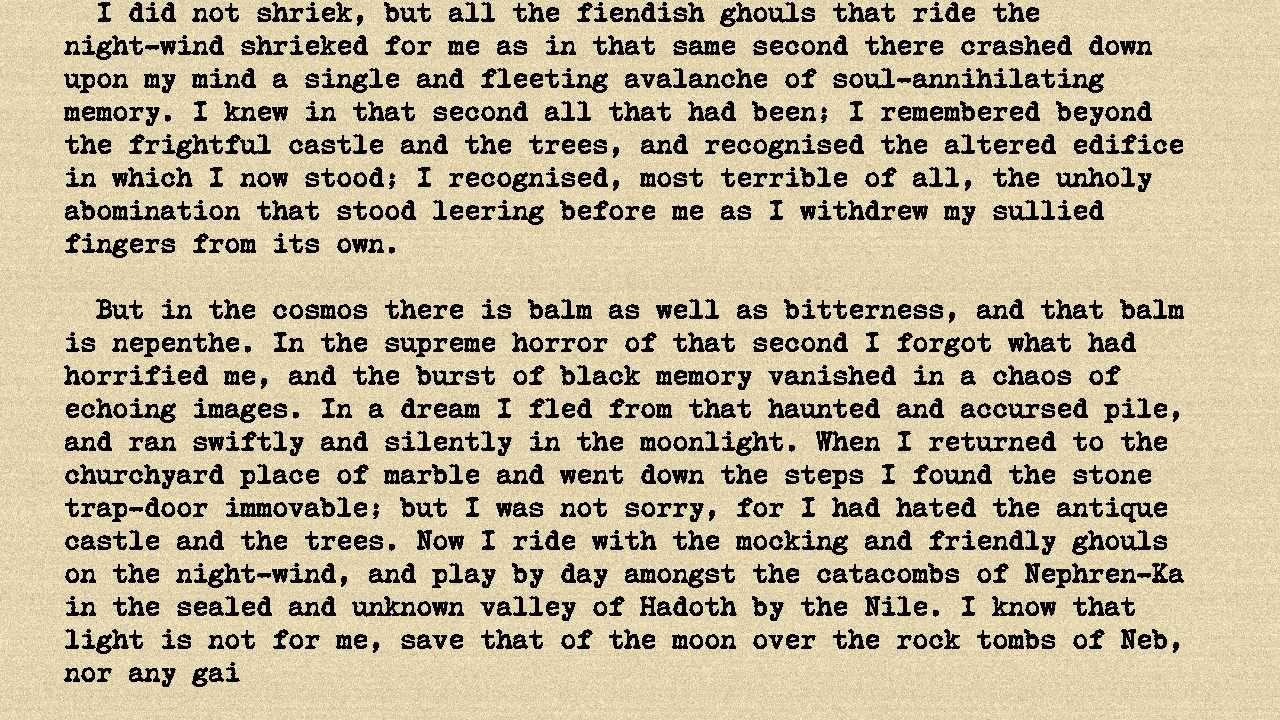 I did not shriek, but all the fiendish ghouls that ride the
night-wind shrieked for me as in that same second there crashed down
upon my mind a single and fleeting avalanche of soul-annihilating
memory. I knew in that second all that had been; I remembered beyond
the frightful castle and the trees, and recognised the altered edifice
in which I now stood; I recognised, most terrible of all, the unholy
abomination that stood leering before me as I withdrew my sullied
fingers from its own.

But in the cosmos there is balm as well as bitterness, and that balm
is nepenthe. In the supreme horror of that second I forgot what had
horrified me, and the burst of black memory vanished in a chaos of
echoing images. In a dream I fled from that haunted and accursed pile,
and ran swiftly and silently in the moonlight. When I returned to the
churchyard place of marble and went down the steps I found the stone
trap-door immovable; but I was not sorry, for I had hated the antique
castle and the trees. Now I ride with the mocking and friendly ghouls
on the night-wind, and play by day amongst the catacombs of Nephren-Ka
in the sealed and unknown valley of Hadoth by the Nile. I know that
light is not for me, save that of the moon over the rock tombs of Neb,
nor any gai